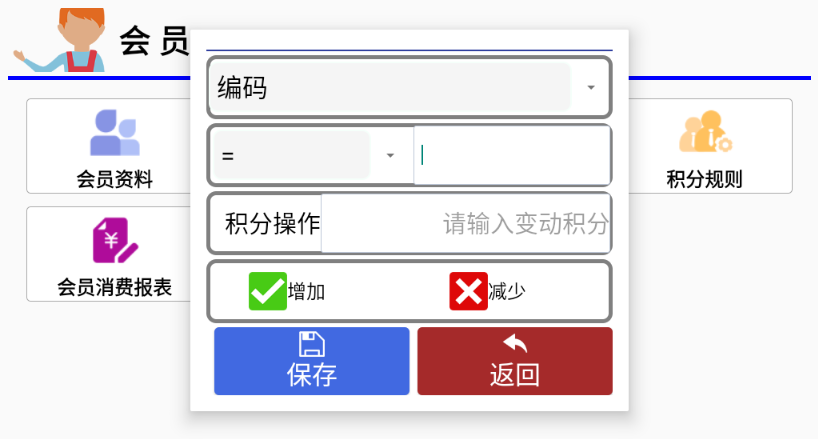 会 员
编码
=
积分操作 请输入变动积分
增加 减少
保存 返回
会员资料
积分规则
会员消费报表